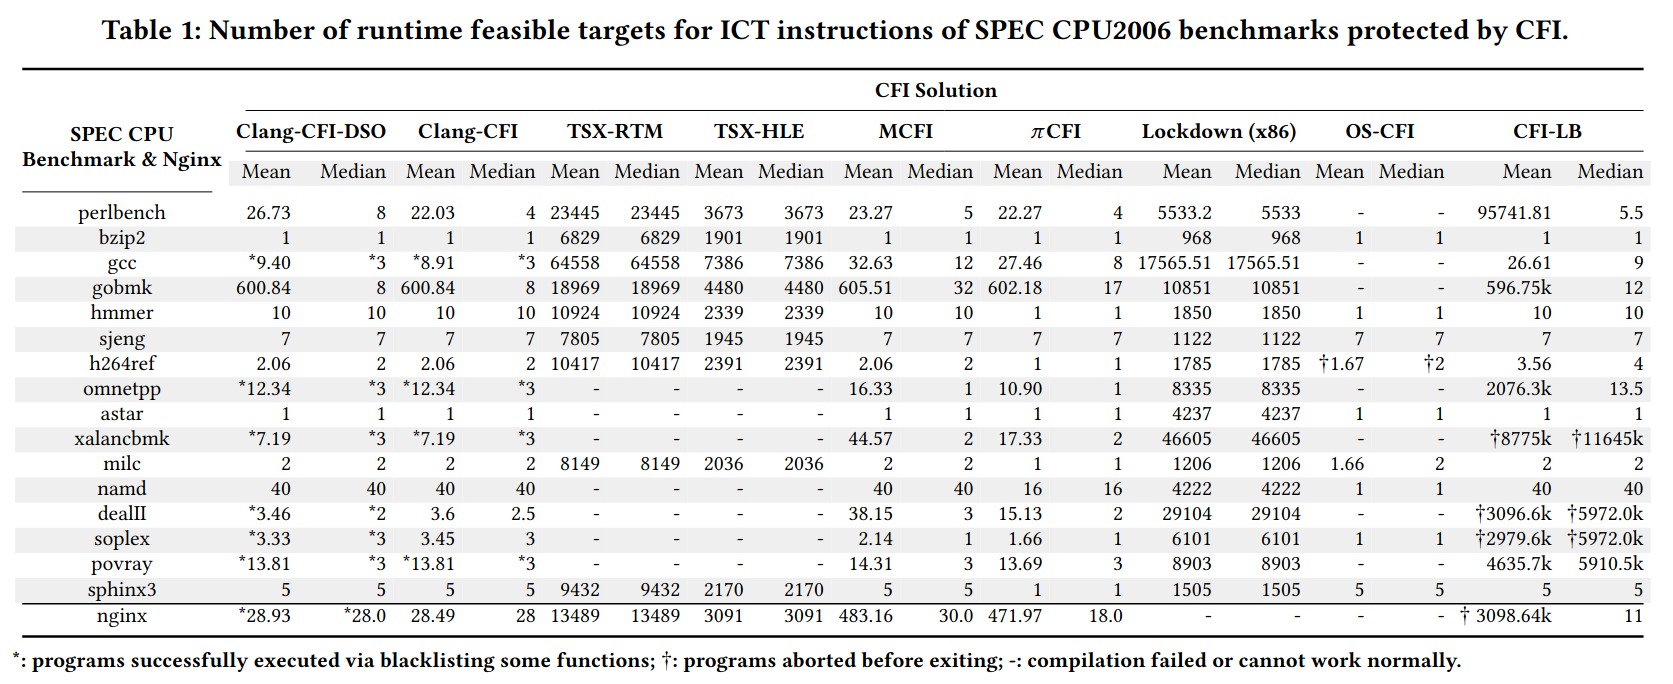 Table 1: Number of runtime feasible targets for ICT instructions of SPEC CPU2006 benchmarks protected by CFI.
CFI Solution
SPEC CPU Benchmark & Nginx Clang-CFI-DSO Clang-CFI TSX-RTM TSX-HLE MCFI πCFI Lockdown (x86) OS-CFI CFI-LB
Mean Median Mean Median Mean Median Mean Median Mean Median Mean Median Mean Median Mean Median Mean Median
perlbench 26.73 8 22.03 4 23445 23445 3673 3673 23.27 5 22.27 4 5533.2 5533 - - 95741.81 5.5
bzip2 1 1 1 1 6829 6829 1901 1901 1 1 1 1 968 968 1 1 1 1
gcc *9.40 *3 *8.91 *3 64558 64558 7386 7386 32.63 12 27.46 8 17565.51 17565.51 - - 26.61 9
gobmk 600.84 8 600.84 8 18969 18969 4480 4480 605.51 32 602.18 17 10851 10851 - - 596.75k 12
hmmer 10 10 10 10 10924 10924 2339 2339 10 10 1 1 1850 1850 1 1 10 10
sjeng 7 7 7 7 7805 7805 1945 1945 7 7 7 7 1122 1122 7 7 7 7
h264ref 2.06 2 2.06 2 10417 10417 2391 2391 2.06 2 1 1 1785 1785 †1.67 †2 3.56 4
omnetpp *12.34 *3 *12.34 *3 - - - - 16.33 1 10.90 1 8335 8335 - - 2076.3k 13.5
astar 1 1 1 1 - - - - 1 1 1 1 4237 4237 1 1 1 1
xalancbmk *7.19 *3 *7.19 *3 - - - - 44.57 2 17.33 2 46605 46605 - - †8775k †11645k
milc 2 2 2 2 8149 8149 2036 2036 2 2 1 1 1206 1206 1.66 2 2 2
namd 40 40 40 40 - - - - 40 40 16 16 4222 4222 1 1 40 40
dealII *3.46 *2 3.6 2.5 - - - - 38.15 3 15.13 2 29104 29104 - - †3096.6k †5972.0k
soplex *3.33 *3 3.45 3 - - - - 2.14 1 1.66 1 6101 6101 1 1 †2979.6k †5972.0k
povray *13.81 *3 *13.81 *3 - - - - 14.31 3 13.69 3 8903 8903 - - 4635.7k 5910.5k
sphinx3 5 5 5 5 9432 9432 2170 2170 5 5 1 1 1505 1505 5 5 5 5
nginx *28.93 *28.0 28.49 28 13489 13489 3091 3091 483.16 30.0 471.97 18.0 - - - - † 3098.64k 11
*: programs successfully executed via blacklisting some functions; †: programs aborted before exiting; -: compilation failed or cannot work normally.